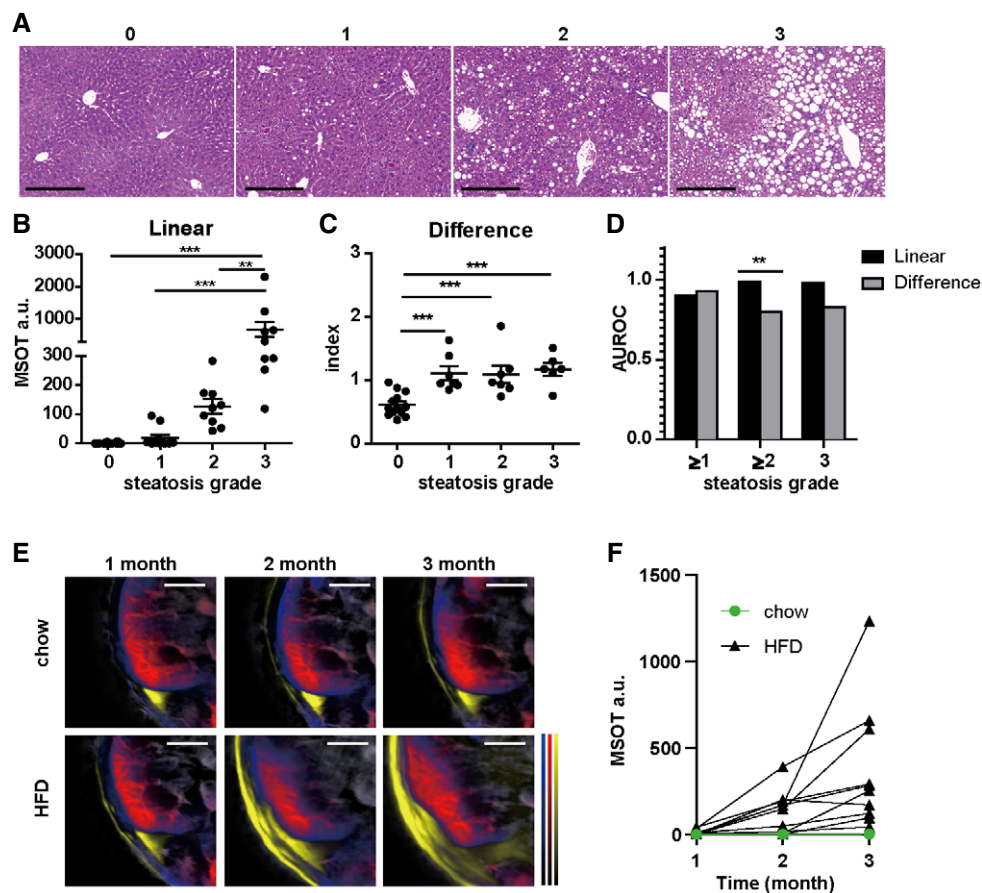 A
0 1 2 3
B
Linear
MSOT a.u.
3000
2000
1000
300
200
100
0
***
**
***
0 1 2 3
steatosis grade
C
Difference
index
3
2
1
0
***
***
***
0 1 2 3
steatosis grade
D
AUROC
1.0
0.5
0.0
**
≥1 ≥2 3
steatosis grade
Linear
Difference
E
1 month 2 month 3 month
chow
HFD
F
MSOT a.u.
1500
1000
500
0
chow
HFD
1 2 3
Time (month)